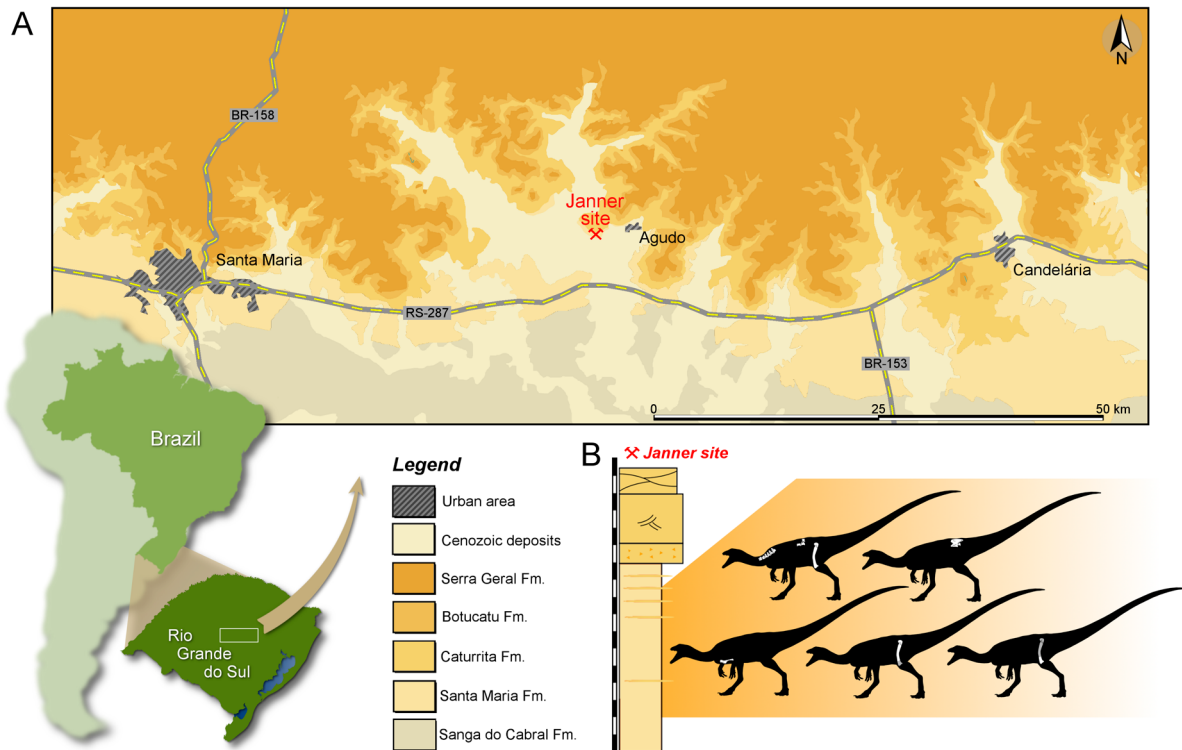 A
N
BR-158
Janner
site
Agudo
Santa Maria
Candelária
RS-287
BR-153
0 25 50 km
Brazil
Rio
Grande
do Sul
Legend
Urban area
Cenozoic deposits
Serra Geral Fm.
Botucatu Fm.
Caturrita Fm.
Santa Maria Fm.
Sanga do Cabral Fm.
B
Janner site